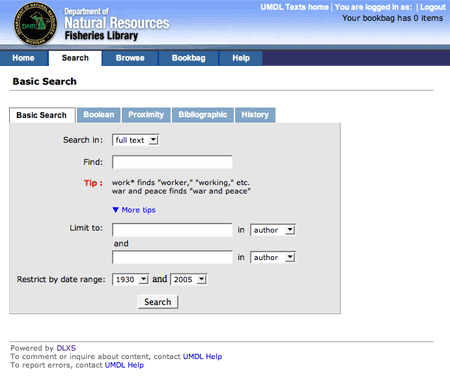 UMDL Texts home | You are logged in as: | Logout
Your bookbag has 0 items
Department of
Natural Resources
Fisheries Library
DNR
Home Search Browse Bookbag Help
Basic Search
Basic Search Boolean Proximity Bibliographic History
Search in: full text
Find:
Tip : work* finds "worker," "working," etc.
war and peace finds "war and peace"
▼ More tips
Limit to: in author
and
in author
Restrict by date range: 1930 and 2005
Search
Powered by DLXS
To comment or inquire about content, contact UMDL Help
To report errors, contact UMDL Help